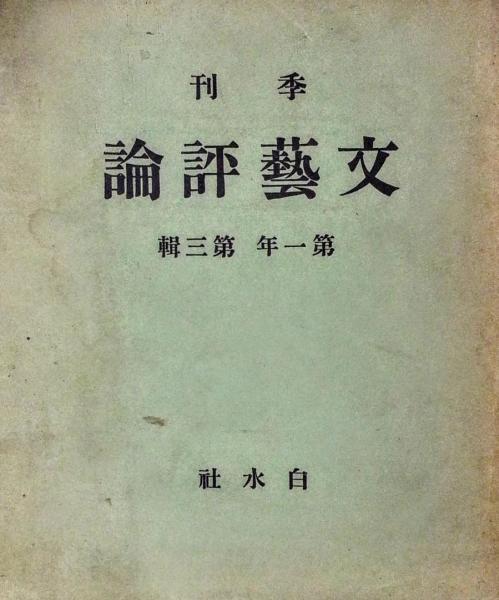 季刊
文藝評論
第一年 第三輯
白水社